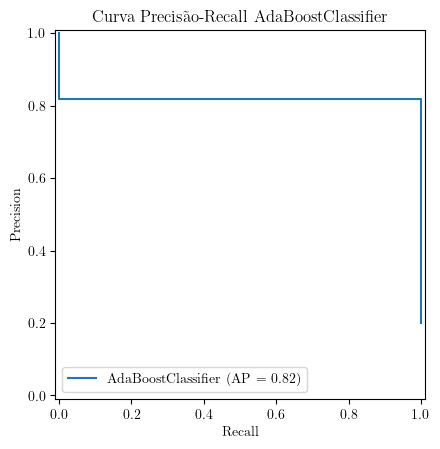 Curva Precisão-Recall AdaBoostClassifier
1.0
0.8
0.6
0.4
0.2
0.0
Precision
AdaBoostClassifier (AP = 0.82)
0.0 0.2 0.4 0.6 0.8 1.0
Recall